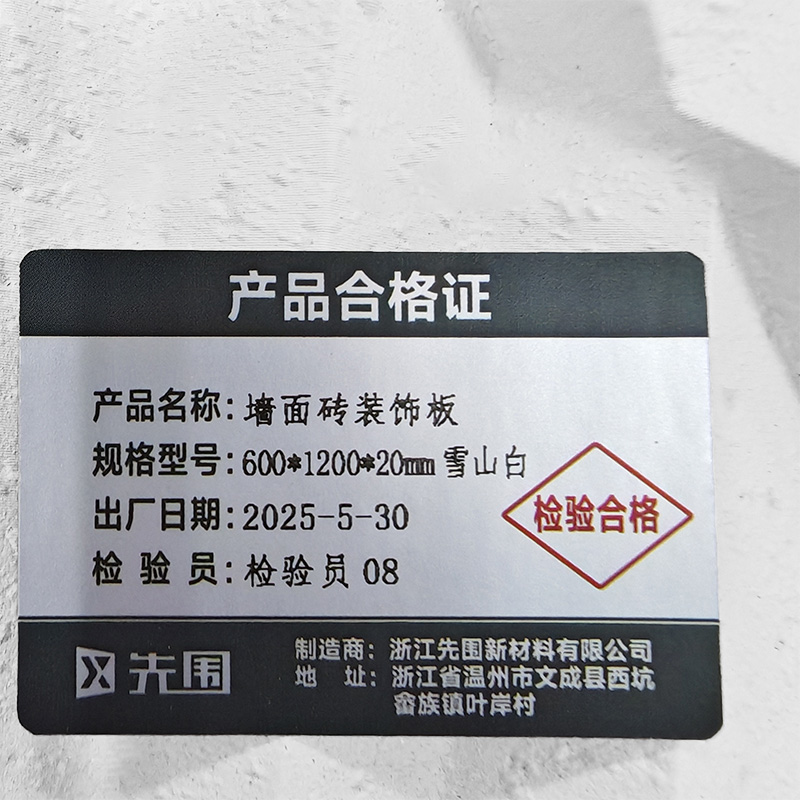 产品合格证
产品名称：墙面砖装饰板
规格型号：600*1200*20mm 雪山白
出厂日期：2025-5-30
检验员：检验员 08
检验合格
先围
制造商：浙江先围新材料有限公司
地址：浙江省温州市文成县西坑
畲族镇叶岸村